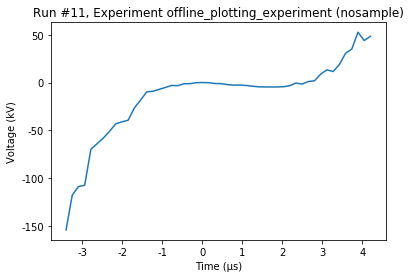 Run #11, Experiment offline_plotting_experiment (nosample)
50
0
-50
-100
-150
Voltage (kV)
-3 -2 -1 0 1 2 3 4
Time (μs)